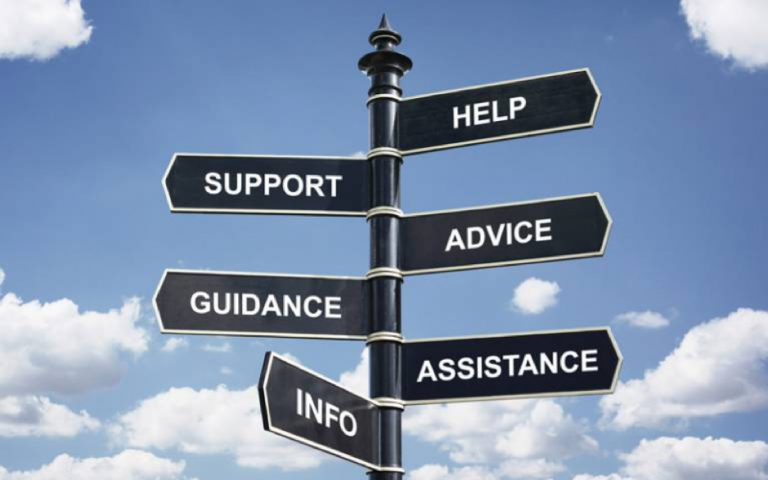 HELP
SUPPORT
ADVICE
GUIDANCE
ASSISTANCE
INFO